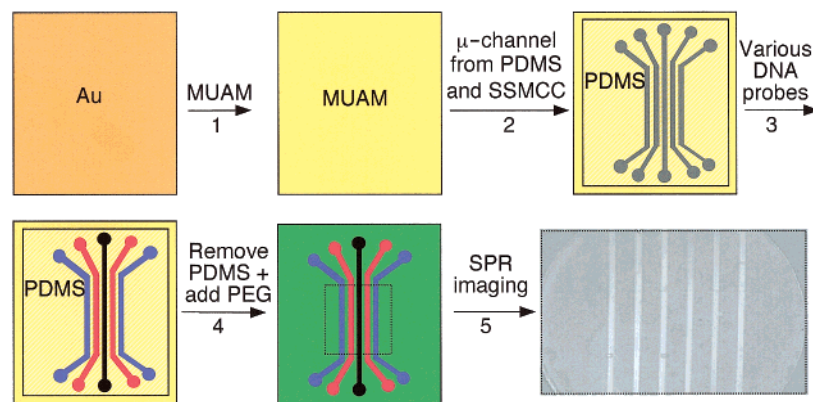 Au
MUAM
1
MUAM
μ-channel
from PDMS
and SSMCC
2
PDMS
Various
DNA
probes
3
PDMS
Remove
PDMS +
add PEG
4
SPR
imaging
5